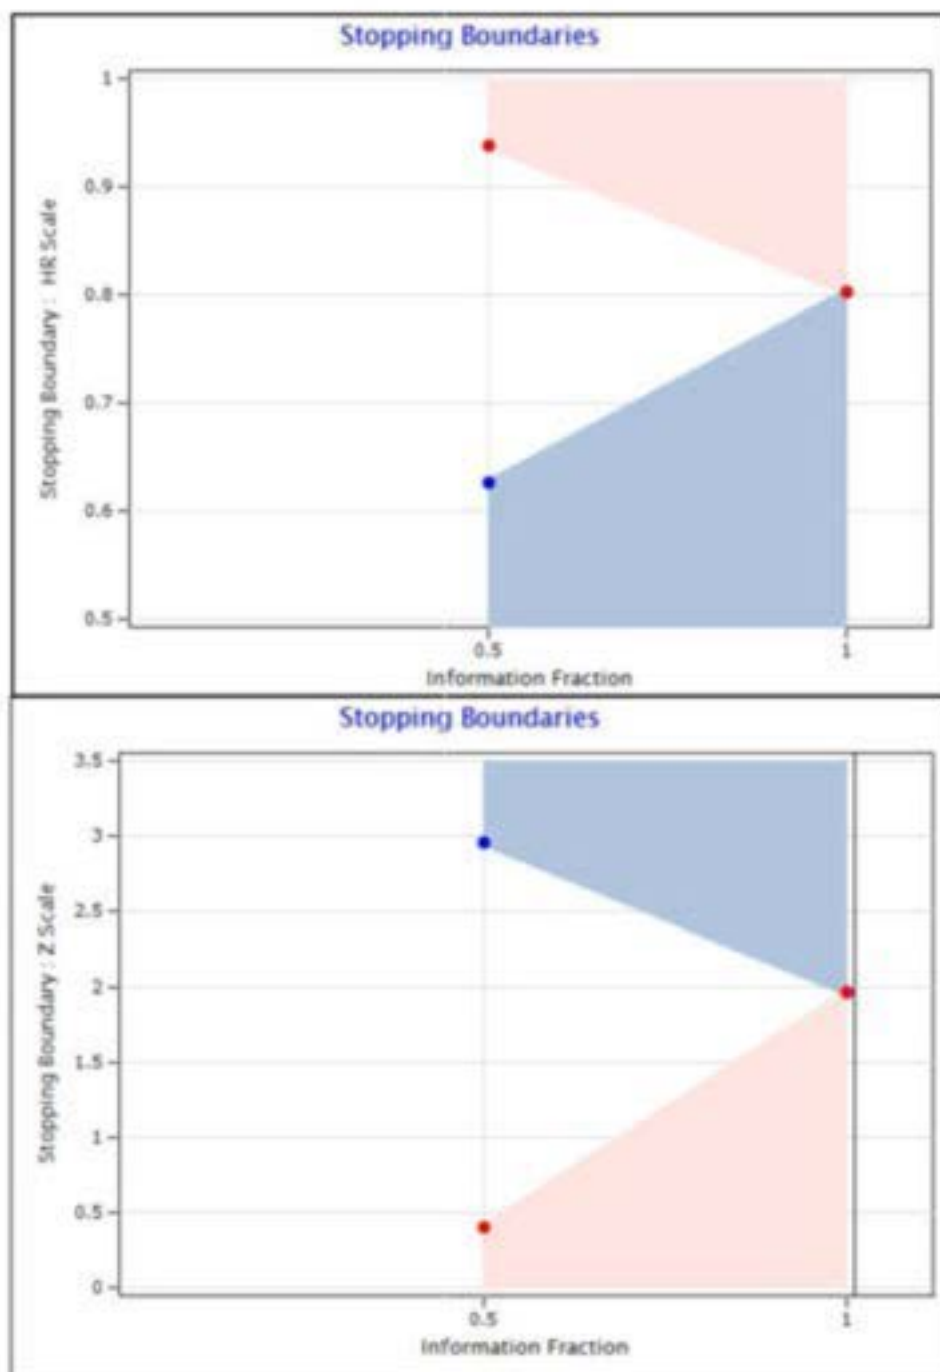 Stopping Boundaries
Stopping Boundary : HR Scale
1
0.9
0.8
0.7
0.6
0.5
0.5 1
Information Fraction
Stopping Boundaries
Stopping Boundary : Z Scale
3.5
3
2.5
2
1.5
1
0.5
0
0.5 1
Information Fraction